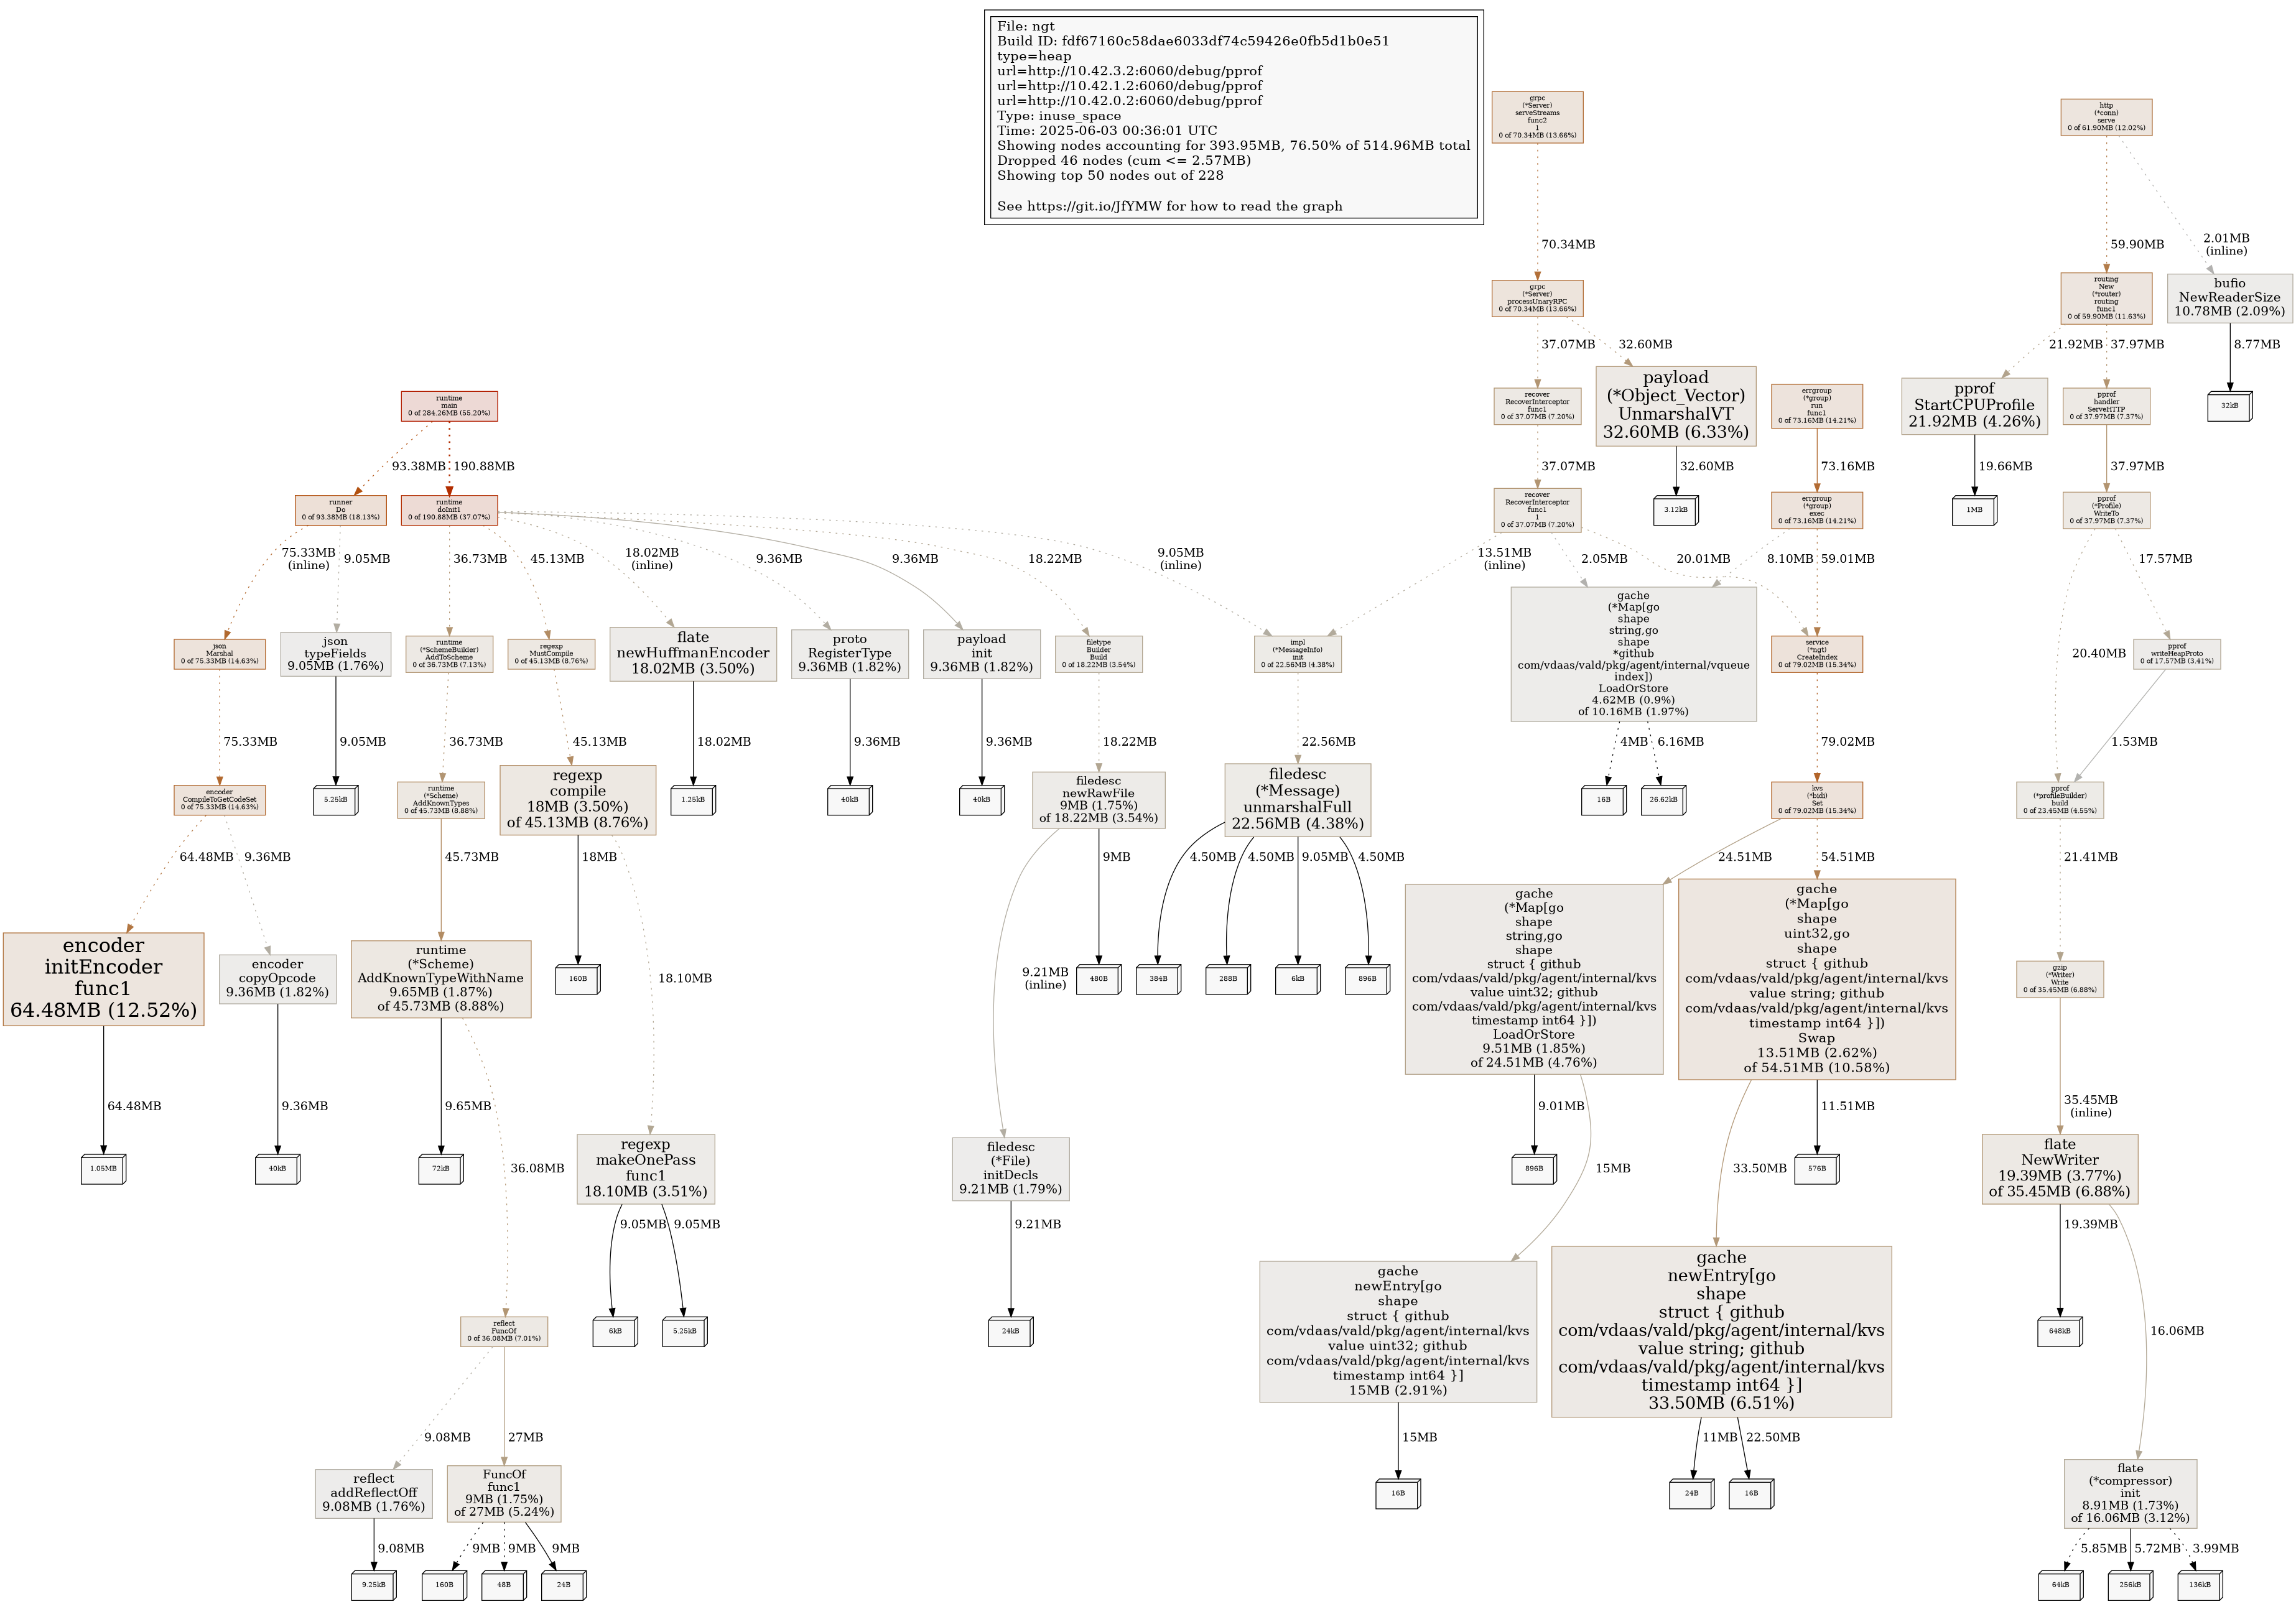 File: ngt
Build ID: fdf67160c58dae6033df74c59426e0fb5d1b0e51
type=heap
url=http://10.42.3.2:6060/debug/pprof
url=http://10.42.1.2:6060/debug/pprof
url=http://10.42.0.2:6060/debug/pprof
Type: inuse_space
Time: 2025-06-03 00:36:01 UTC
Showing nodes accounting for 393.95MB, 76.50% of 514.96MB total
Dropped 46 nodes (cum <= 2.57MB)
Showing top 50 nodes out of 228
See https://git.io/JfYMW for how to read the graph
grpc
(*Server)
serveStreams
func2
1
0 of 70.34MB (13.66%)
http
(*conn)
serve
0 of 61.90MB (12.02%)
70.34MB
59.90MB
2.01MB
(inline)
grpc
(*Server)
processUnaryRPC
0 of 70.34MB (13.66%)
routing
New
(*router)
routing
func1
0 of 59.90MB (11.63%)
bufio
NewReaderSize
10.78MB (2.09%)
37.07MB
32.60MB
21.92MB
37.97MB
8.77MB
runtime
main
0 of 284.26MB (55.20%)
recover
RecoverInterceptor
func1
0 of 37.07MB (7.20%)
payload
(*Object_Vector)
UnmarshalVT
32.60MB (6.33%)
errgroup
(*group)
run
func1
0 of 73.16MB (14.21%)
pprof
StartCPUProfile
21.92MB (4.26%)
pprof
handler
ServeHTTP
0 of 37.97MB (7.37%)
32kB
93.38MB
190.88MB
37.07MB
32.60MB
73.16MB
19.66MB
37.97MB
runner
Do
0 of 93.38MB (18.13%)
runtime
doInit1
0 of 190.88MB (37.07%)
recover
RecoverInterceptor
func1
1
0 of 37.07MB (7.20%)
3.12kB
errgroup
(*group)
exec
0 of 73.16MB (14.21%)
1MB
pprof
(*Profile)
WriteTo
0 of 37.97MB (7.37%)
75.33MB
(inline)
9.05MB
36.73MB
45.13MB
18.02MB
(inline)
9.36MB
9.36MB
18.22MB
9.05MB
(inline)
13.51MB
(inline)
2.05MB
20.01MB
8.10MB
59.01MB
20.40MB
17.57MB
json
Marshal
0 of 75.33MB (14.63%)
json
typeFields
9.05MB (1.76%)
runtime
(*SchemeBuilder)
AddToScheme
0 of 36.73MB (7.13%)
regexp
MustCompile
0 of 45.13MB (8.76%)
flate
newHuffmanEncoder
18.02MB (3.50%)
proto
RegisterType
9.36MB (1.82%)
payload
init
9.36MB (1.82%)
filetype
Builder
Build
0 of 18.22MB (3.54%)
impl
(*MessageInfo)
init
0 of 22.56MB (4.38%)
gache
(*Map[go
shape
string,go
shape
*github
com/vdaas/vald/pkg/agent/internal/vqueue
index])
LoadOrStore
4.62MB (0.9%)
of 10.16MB (1.97%)
service
(*ngt)
CreateIndex
0 of 79.02MB (15.34%)
pprof
writeHeapProto
0 of 17.57MB (3.41%)
75.33MB
9.05MB
36.73MB
45.13MB
18.02MB
9.36MB
9.36MB
18.22MB
22.56MB
4MB
6.16MB
79.02MB
1.53MB
encoder
CompileToGetCodeSet
0 of 75.33MB (14.63%)
5.25kB
runtime
(*Scheme)
AddKnownTypes
0 of 45.73MB (8.88%)
regexp
compile
18MB (3.50%)
of 45.13MB (8.76%)
1.25kB
40kB
40kB
filedesc
newRawFile
9MB (1.75%)
of 18.22MB (3.54%)
filedesc
(*Message)
unmarshalFull
22.56MB (4.38%)
16B
26.62kB
kvs
(*bidi)
Set
0 of 79.02MB (15.34%)
pprof
(*profileBuilder)
build
0 of 23.45MB (4.55%)
64.48MB
9.36MB
45.73MB
18MB
18.10MB
9.21MB
(inline)
9MB
4.50MB
4.50MB
9.05MB
4.50MB
24.51MB
54.51MB
21.41MB
encoder
initEncoder
func1
64.48MB (12.52%)
encoder
copyOpcode
9.36MB (1.82%)
runtime
(*Scheme)
AddKnownTypeWithName
9.65MB (1.87%)
of 45.73MB (8.88%)
160B
480B
384B
288B
6kB
896B
gache
(*Map[go
shape
string,go
shape
struct { github
com/vdaas/vald/pkg/agent/internal/kvs
value uint32; github
com/vdaas/vald/pkg/agent/internal/kvs
timestamp int64 }])
LoadOrStore
9.51MB (1.85%)
of 24.51MB (4.76%)
gache
(*Map[go
shape
uint32,go
shape
struct { github
com/vdaas/vald/pkg/agent/internal/kvs
value string; github
com/vdaas/vald/pkg/agent/internal/kvs
timestamp int64 }])
Swap
13.51MB (2.62%)
of 54.51MB (10.58%)
gzip
(*Writer)
Write
0 of 35.45MB (6.88%)
64.48MB
9.36MB
9.65MB
36.08MB
9.01MB
15MB
33.50MB
11.51MB
35.45MB
(inline)
1.05MB
40kB
72kB
regexp
makeOnePass
func1
18.10MB (3.51%)
filedesc
(*File)
initDecls
9.21MB (1.79%)
896B
576B
flate
NewWriter
19.39MB (3.77%)
of 35.45MB (6.88%)
9.05MB
9.05MB
9.21MB
19.39MB
16.06MB
reflect
FuncOf
0 of 36.08MB (7.01%)
6kB
5.25kB
24kB
gache
newEntry[go
shape
struct { github
com/vdaas/vald/pkg/agent/internal/kvs
value uint32; github
com/vdaas/vald/pkg/agent/internal/kvs
timestamp int64 }]
15MB (2.91%)
gache
newEntry[go
shape
struct { github
com/vdaas/vald/pkg/agent/internal/kvs
value string; github
com/vdaas/vald/pkg/agent/internal/kvs
timestamp int64 }]
33.50MB (6.51%)
648kB
9.08MB
27MB
15MB
11MB
22.50MB
reflect
addReflectOff
9.08MB (1.76%)
FuncOf
func1
9MB (1.75%)
of 27MB (5.24%)
16B
24B
16B
flate
(*compressor)
init
8.91MB (1.73%)
of 16.06MB (3.12%)
9.08MB
9MB
9MB
9MB
5.85MB
5.72MB
3.99MB
9.25kB
160B
48B
24B
64kB
256kB
136kB